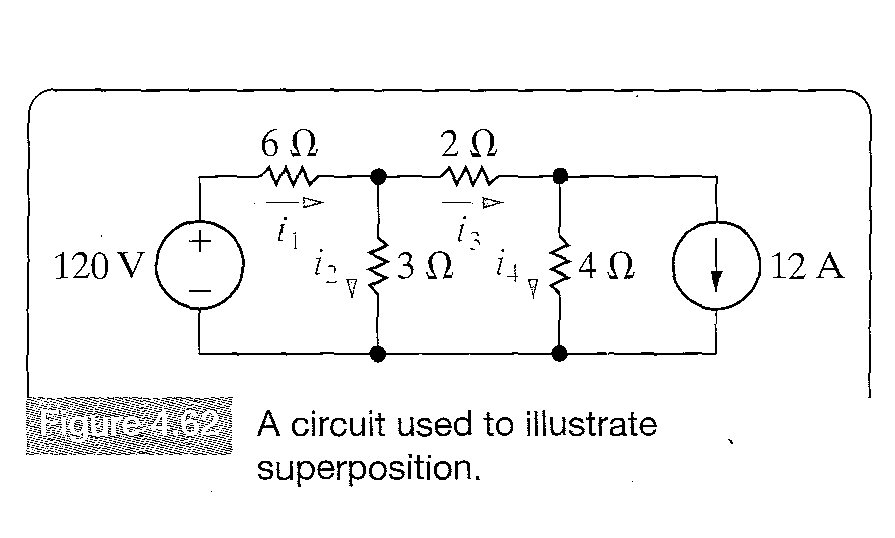 6 Ω 2 Ω
i1 i3
120 V + − i2 3 Ω i4 4 Ω 12 A
Figure 4.62 A circuit used to illustrate
superposition.